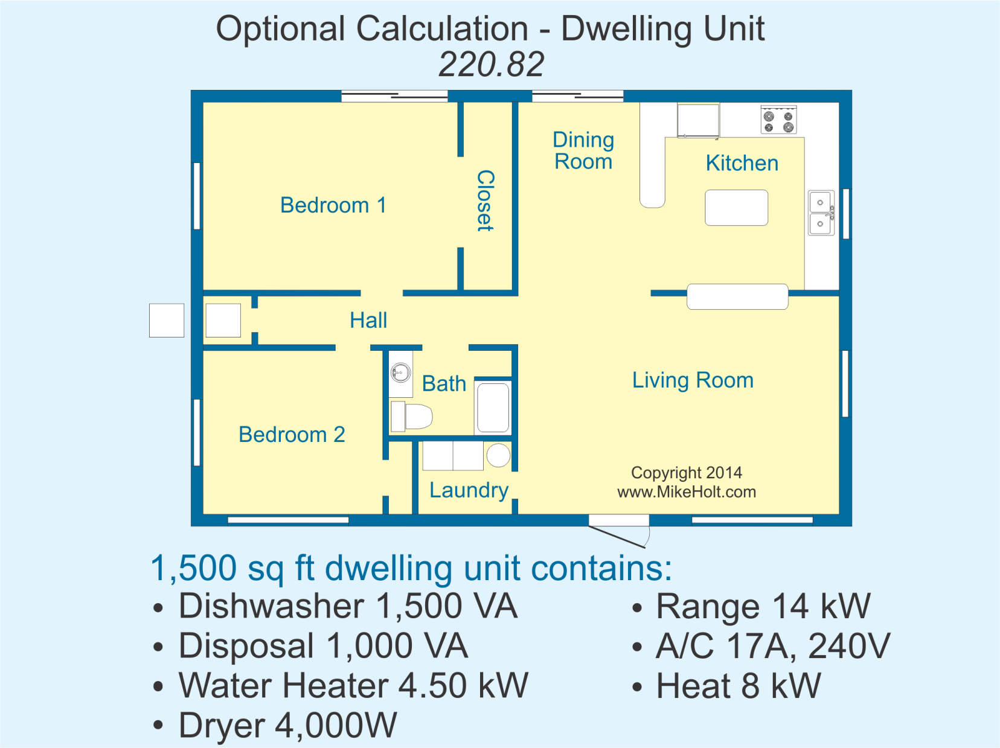 Optional Calculation - Dwelling Unit
220.82
Dining
Room
Kitchen
Closet
Bedroom 1
Hall
Bath
Living Room
Bedroom 2
Laundry
Copyright 2014
www.MikeHolt.com
1,500 sq ft dwelling unit contains:
• Dishwasher 1,500 VA
• Disposal 1,000 VA
• Water Heater 4.50 kW
• Dryer 4,000W
• Range 14 kW
• A/C 17A, 240V
• Heat 8 kW